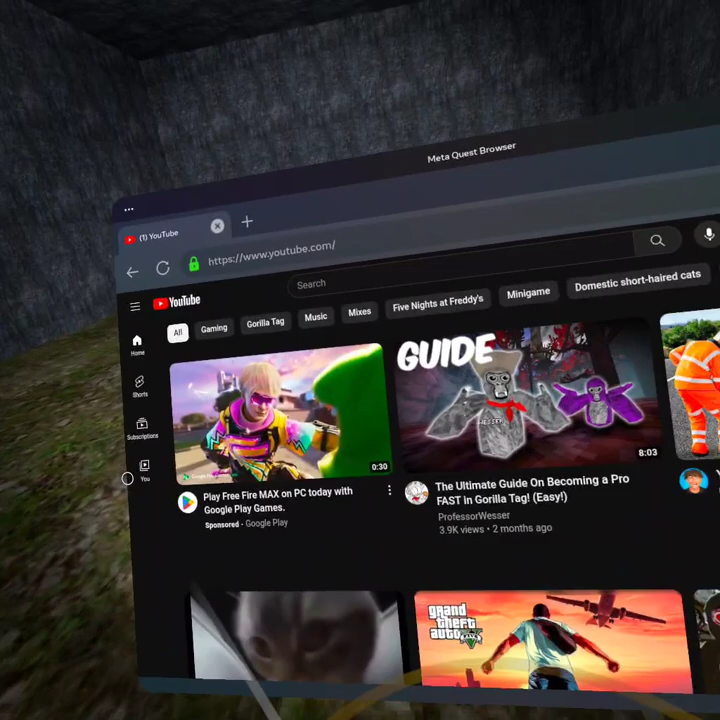 Meta Quest Browser
(1) YouTube
https://www.youtube.com/
YouTube
Search
All
Gaming
Gorilla Tag
Music
Mixes
Five Nights at Freddy's
Minigame
Domestic short-haired cats
Home
Shorts
Subscriptions
You
0:30
Play Free Fire MAX on PC today with
Google Play Games.
Sponsored • Google Play
GUIDE
8:03
The Ultimate Guide On Becoming a Pro
FAST in Gorilla Tag! (Easy!)
ProfessorWesser
3.9K views • 2 months ago
grand
theft
auto